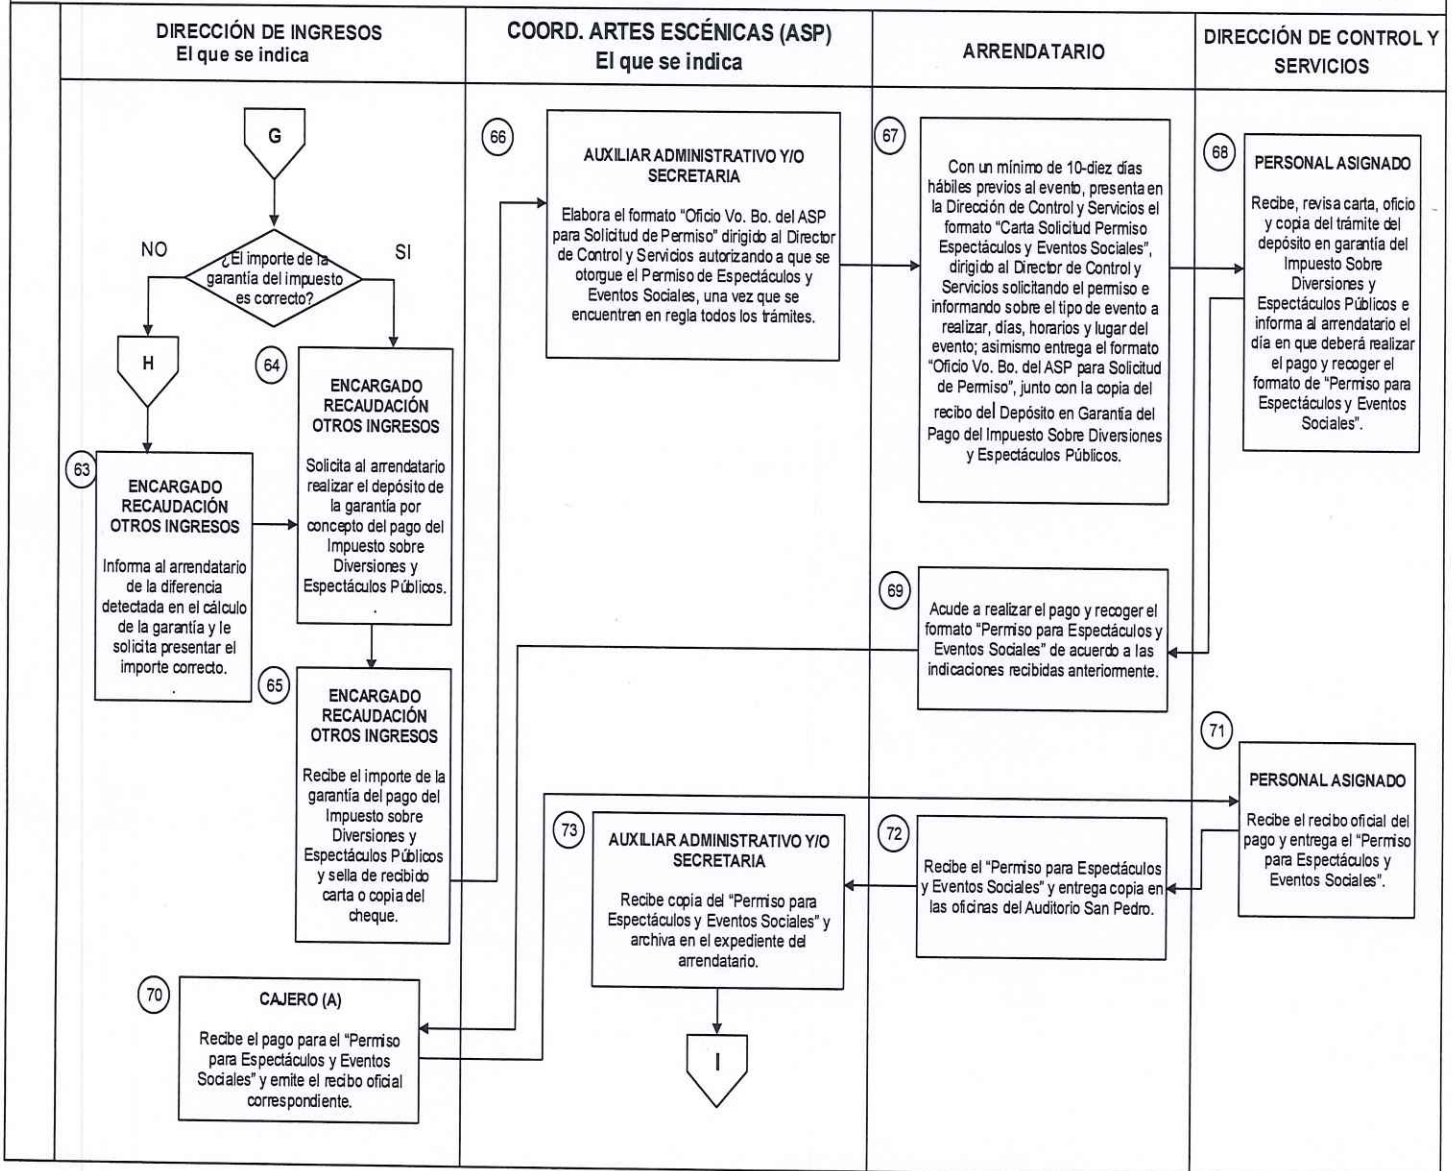 DIRECCIÓN DE INGRESOS
El que se indica
COORD. ARTES ESCÉNICAS (ASP)
El que se indica
ARRENDATARIO
DIRECCIÓN DE CONTROL Y
SERVICIOS
G
¿El importe de la
garantía del impuesto
es correcto?
NO
SI
H
63
ENCARGADO
RECAUDACIÓN
OTROS INGRESOS
Informa al arrendatario
de la diferencia
detectada en el cálculo
de la garantía y le
solicita presentar el
importe correcto.
.
64
ENCARGADO
RECAUDACIÓN
OTROS INGRESOS
Solicita al arrendatario
realizar el depósito de
la garantía por
concepto del pago del
Impuesto sobre
Diversiones y
Espectáculos Públicos.
.
65
ENCARGADO
RECAUDACIÓN
OTROS INGRESOS
Recibe el importe de la
garantía del pago del
Impuesto sobre
Diversiones y
Espectáculos Públicos
y sella de recibido
carta o copia del
cheque.
66
AUXILIAR ADMINISTRATIVO Y/O
SECRETARIA
Elabora el formato “Oficio Vo. Bo. del ASP
para Solicitud de Permiso” dirigido al Director
de Control y Servicios autorizando a que se
otorgue el Permiso de Espectáculos y
Eventos Sociales, una vez que se
encuentren en regla todos los trámites.
67
Con un mínimo de 10-diez días
hábiles previos al evento, presenta en
la Dirección de Control y Servicios el
formato “Carta Solicitud Permiso
Espectáculos y Eventos Sociales”,
dirigido al Director de Control y
Servicios solicitando el permiso e
informando sobre el tipo de evento a
realizar, días, horarios y lugar del
evento; asimismo entrega el formato
“Oficio Vo. Bo. del ASP para Solicitud
de Permiso”, junto con la copia del
recibo del Depósito en Garantía del
Pago del Impuesto Sobre Diversiones
y Espectáculos Públicos.
68
PERSONAL ASIGNADO
Recibe, revisa carta, oficio
y copia del trámite del
depósito en garantía del
Impuesto Sobre
Diversiones y
Espectáculos Públicos e
informa al arrendatario el
día en que deberá realizar
el pago y recoger el
formato de “Permiso para
Espectáculos y Eventos
Sociales”.
69
Acude a realizar el pago y recoger el
formato “Permiso para Espectáculos y
Eventos Sociales” de acuerdo a las
indicaciones recibidas anteriormente.
70
CAJERO (A)
Recibe el pago para el “Permiso
para Espectáculos y Eventos
Sociales” y emite el recibo oficial
correspondiente.
71
PERSONAL ASIGNADO
Recibe el recibo oficial del
pago y entrega el “Permiso
para Espectáculos y
Eventos Sociales”.
72
Recibe el “Permiso para Espectáculos
y Eventos Sociales” y entrega copia en
las oficinas del Auditorio San Pedro.
73
AUXILIAR ADMINISTRATIVO Y/O
SECRETARIA
Recibe copia del “Permiso para
Espectáculos y Eventos Sociales” y
archiva en el expediente del
arrendatario.
I